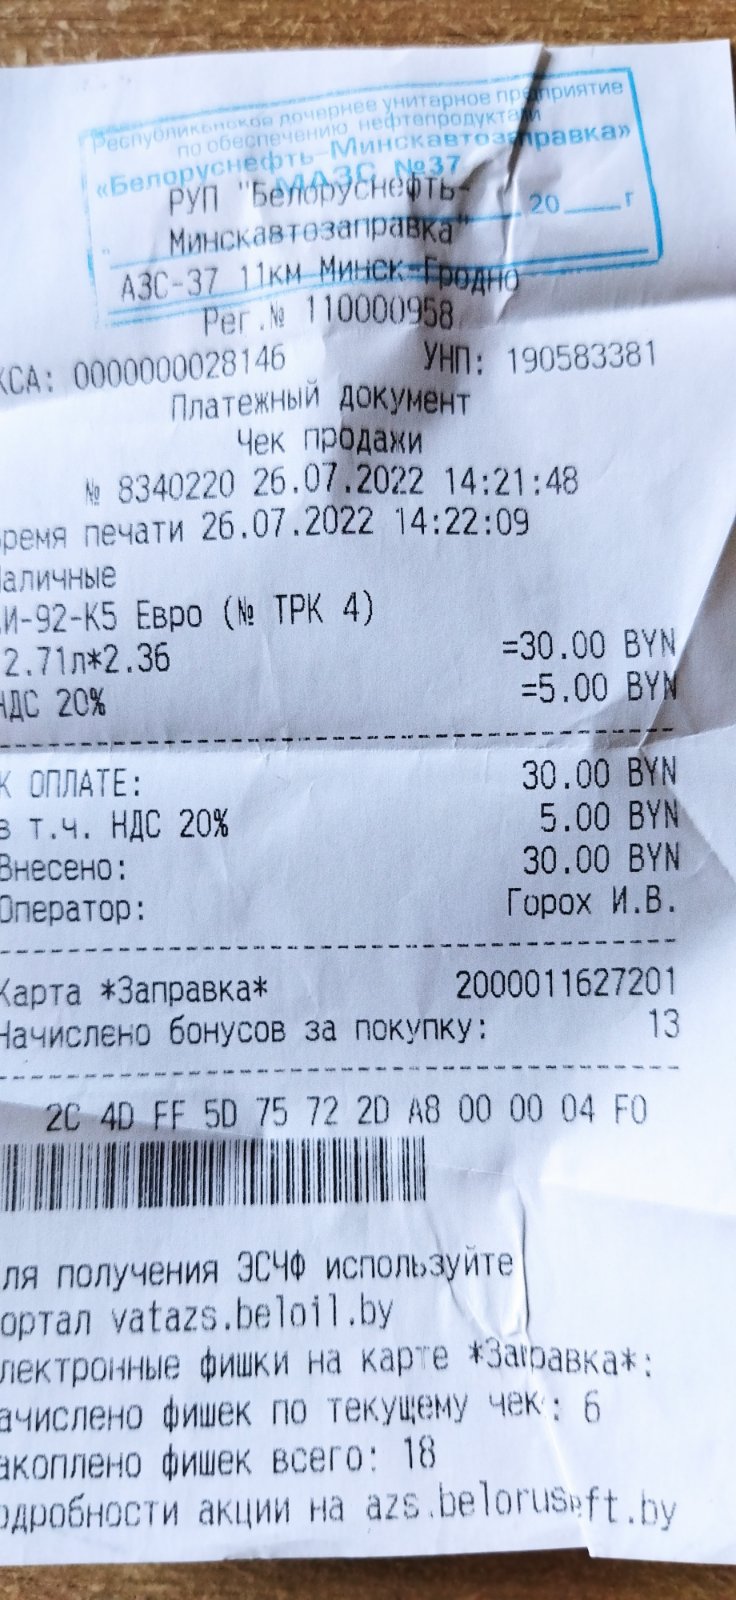 Республиканское дочернее унитарное предприятие
по обеспечению нефтепродуктами
«Белоруснефть-Минскавтозаправка»
МАЗС №37
20 г
РУП "Белоруснефть-
Минскавтозаправка"
АЗС-37 11км Минск-Гродно
Рег.№ 110000958
КСА: 0000000028146 УНП: 190583381
Платежный документ
Чек продажи
№ 8340220 26.07.2022 14:21:48
ремя печати 26.07.2022 14:22:09
аличные
И-92-К5 Евро (№ ТРК 4)
2.71л*2.36 =30.00 BYN
НДС 20% =5.00 BYN
К ОПЛАТЕ: 30.00 BYN
в т.ч. НДС 20% 5.00 BYN
Внесено: 30.00 BYN
Оператор: Горох И.В.
Карта *Заправка* 2000011627201
Начислено бонусов за покупку: 13
2C 4D FF 5D 75 72 2D A8 00 00 04 F0
ля получения ЭСЧФ используйте
ортал vatazs.beloil.by
лектронные фишки на карте *Заправка*:
ачислено фишек по текущему чек : 6
акоплено фишек всего: 18
одробности акции на azs.belorusneft.by